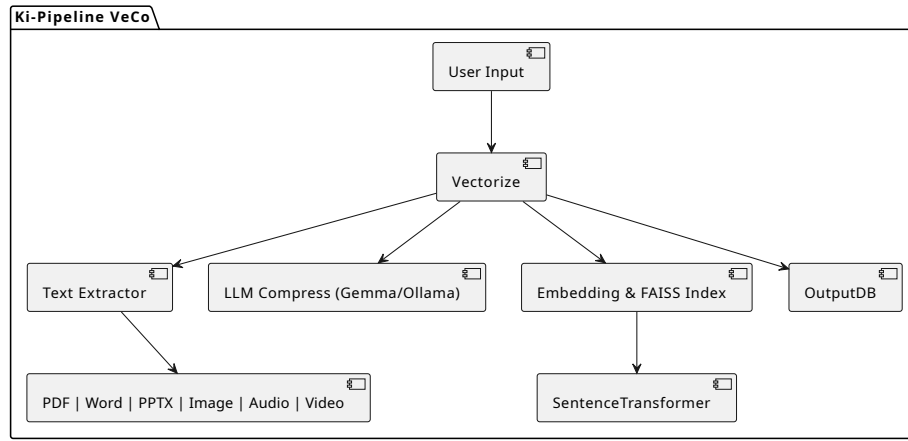 Ki-Pipeline VeCo
User Input
Vectorize
Text Extractor
LLM Compress (Gemma/Ollama)
Embedding & FAISS Index
OutputDB
PDF | Word | PPTX | Image | Audio | Video
SentenceTransformer